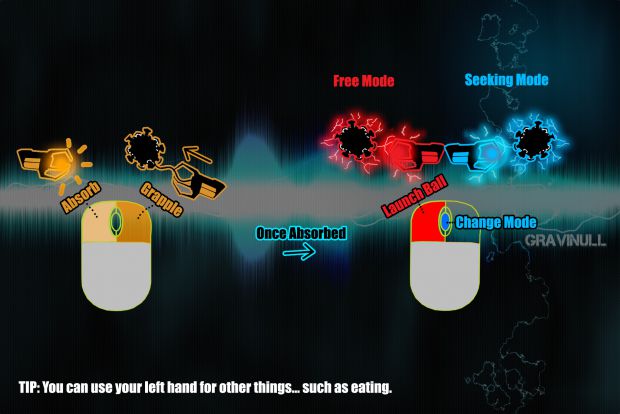 Free Mode
Seeking Mode
Absorb
Grapple
Launch Ball
Change Mode
Once Absorbed
GRAVINULL
TIP: You can use your left hand for other things... such as eating.